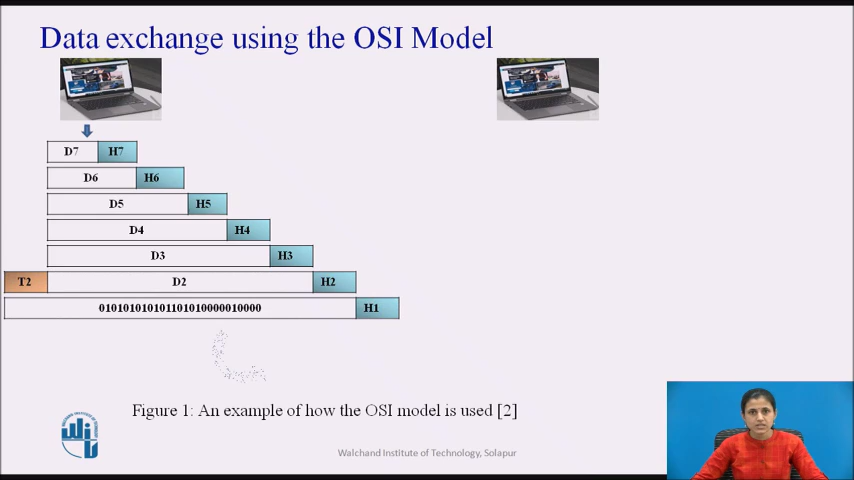 Data exchange using the OSI Model
D7 H7
D6 H6
D5 H5
D4 H4
D3 H3
T2 D2 H2
010101010101101010000010000 H1
Figure 1: An example of how the OSI model is used [2]
Walchand Institute of Technology, Solapur